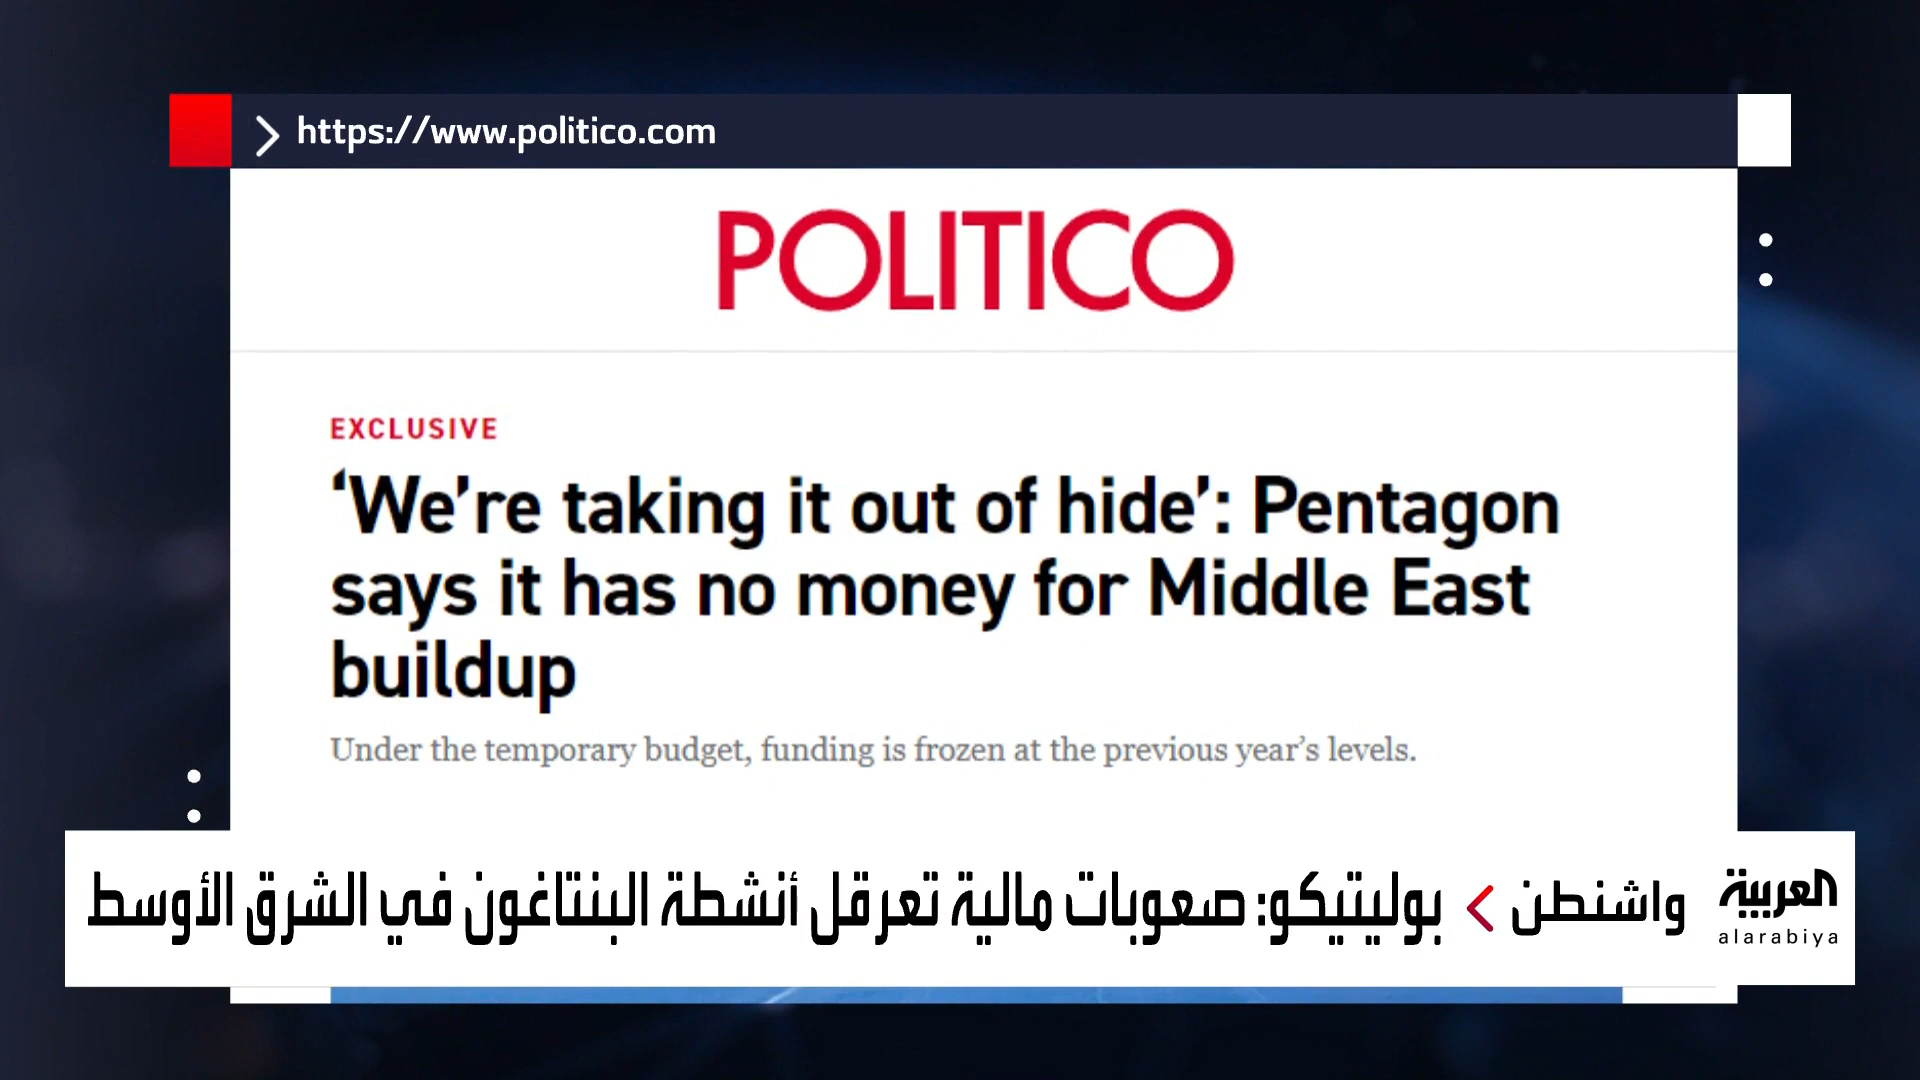 https://www.politico.com
POLITICO
EXCLUSIVE
‘We’re taking it out of hide’: Pentagon
says it has no money for Middle East
buildup
Under the temporary budget, funding is frozen at the previous year’s levels.
العربية
alarabiya
واشنطن
بوليتيكو: صعوبات مالية تعرقل أنشطة البنتاغون في الشرق الأوسط